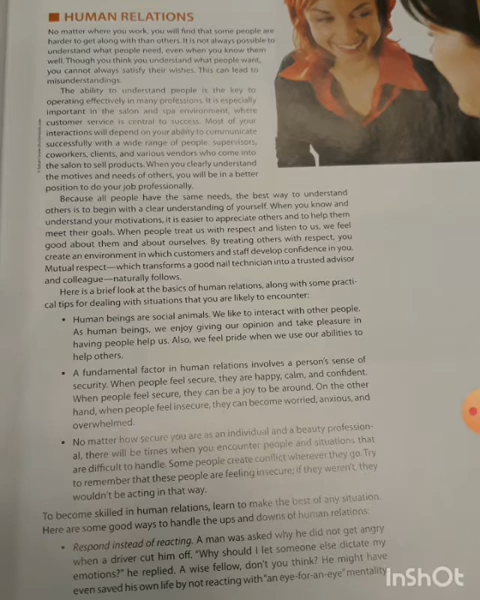 HUMAN RELATIONS
No matter where you work, you will find that some people are
harder to get along with than others. It is not always possible to
understand what people need, even when you know them
well. Though you think you understand what people want,
you cannot always satisfy their wishes. This can lead to
misunderstandings.
The ability to understand people is the key to
operating effectively in many professions. It is especially
important in the salon and spa environment, where
customer service is central to success. Most of your
interactions will depend on your ability to communicate
successfully with a wide range of people: supervisors,
coworkers, clients, and various vendors who come into
the salon to sell products. When you clearly understand
the motives and needs of others, you will be in a better
position to do your job professionally.
Because all people have the same needs, the best way to understand
others is to begin with a clear understanding of yourself. When you know and
understand your motivations, it is easier to appreciate others and to help them
meet their goals. When people treat us with respect and listen to us, we feel
good about them and about ourselves. By treating others with respect, you
create an environment in which customers and staff develop confidence in you.
Mutual respect—which transforms a good nail technician into a trusted advisor
and colleague—naturally follows.
Here is a brief look at the basics of human relations, along with some practi-
cal tips for dealing with situations that you are likely to encounter:
• Human beings are social animals. We like to interact with other people.
As human beings, we enjoy giving our opinion and take pleasure in
having people help us. Also, we feel pride when we use our abilities to
help others.
• A fundamental factor in human relations involves a person's sense of
security. When people feel secure, they are happy, calm, and confident.
When people feel secure, they can be a joy to be around. On the other
hand, when people feel insecure, they can become worried, anxious, and
overwhelmed.
• No matter how secure you are as an individual and a beauty profession-
al, there will be times when you encounter people and situations that
are difficult to handle. Some people create conflict wherever they go. Try
to remember that these people are feeling insecure; if they weren't, they
wouldn't be acting in that way.
To become skilled in human relations, learn to make the best of any situation.
Here are some good ways to handle the ups and downs of human relations:
• Respond instead of reacting. A man was asked why he did not get angry
when a driver cut him off. "Why should I let someone else dictate my
emotions?" he replied. A wise fellow, don't you think? He might have
even saved his own life by not reacting with "an eye-for-an-eye" mentality
InShOt